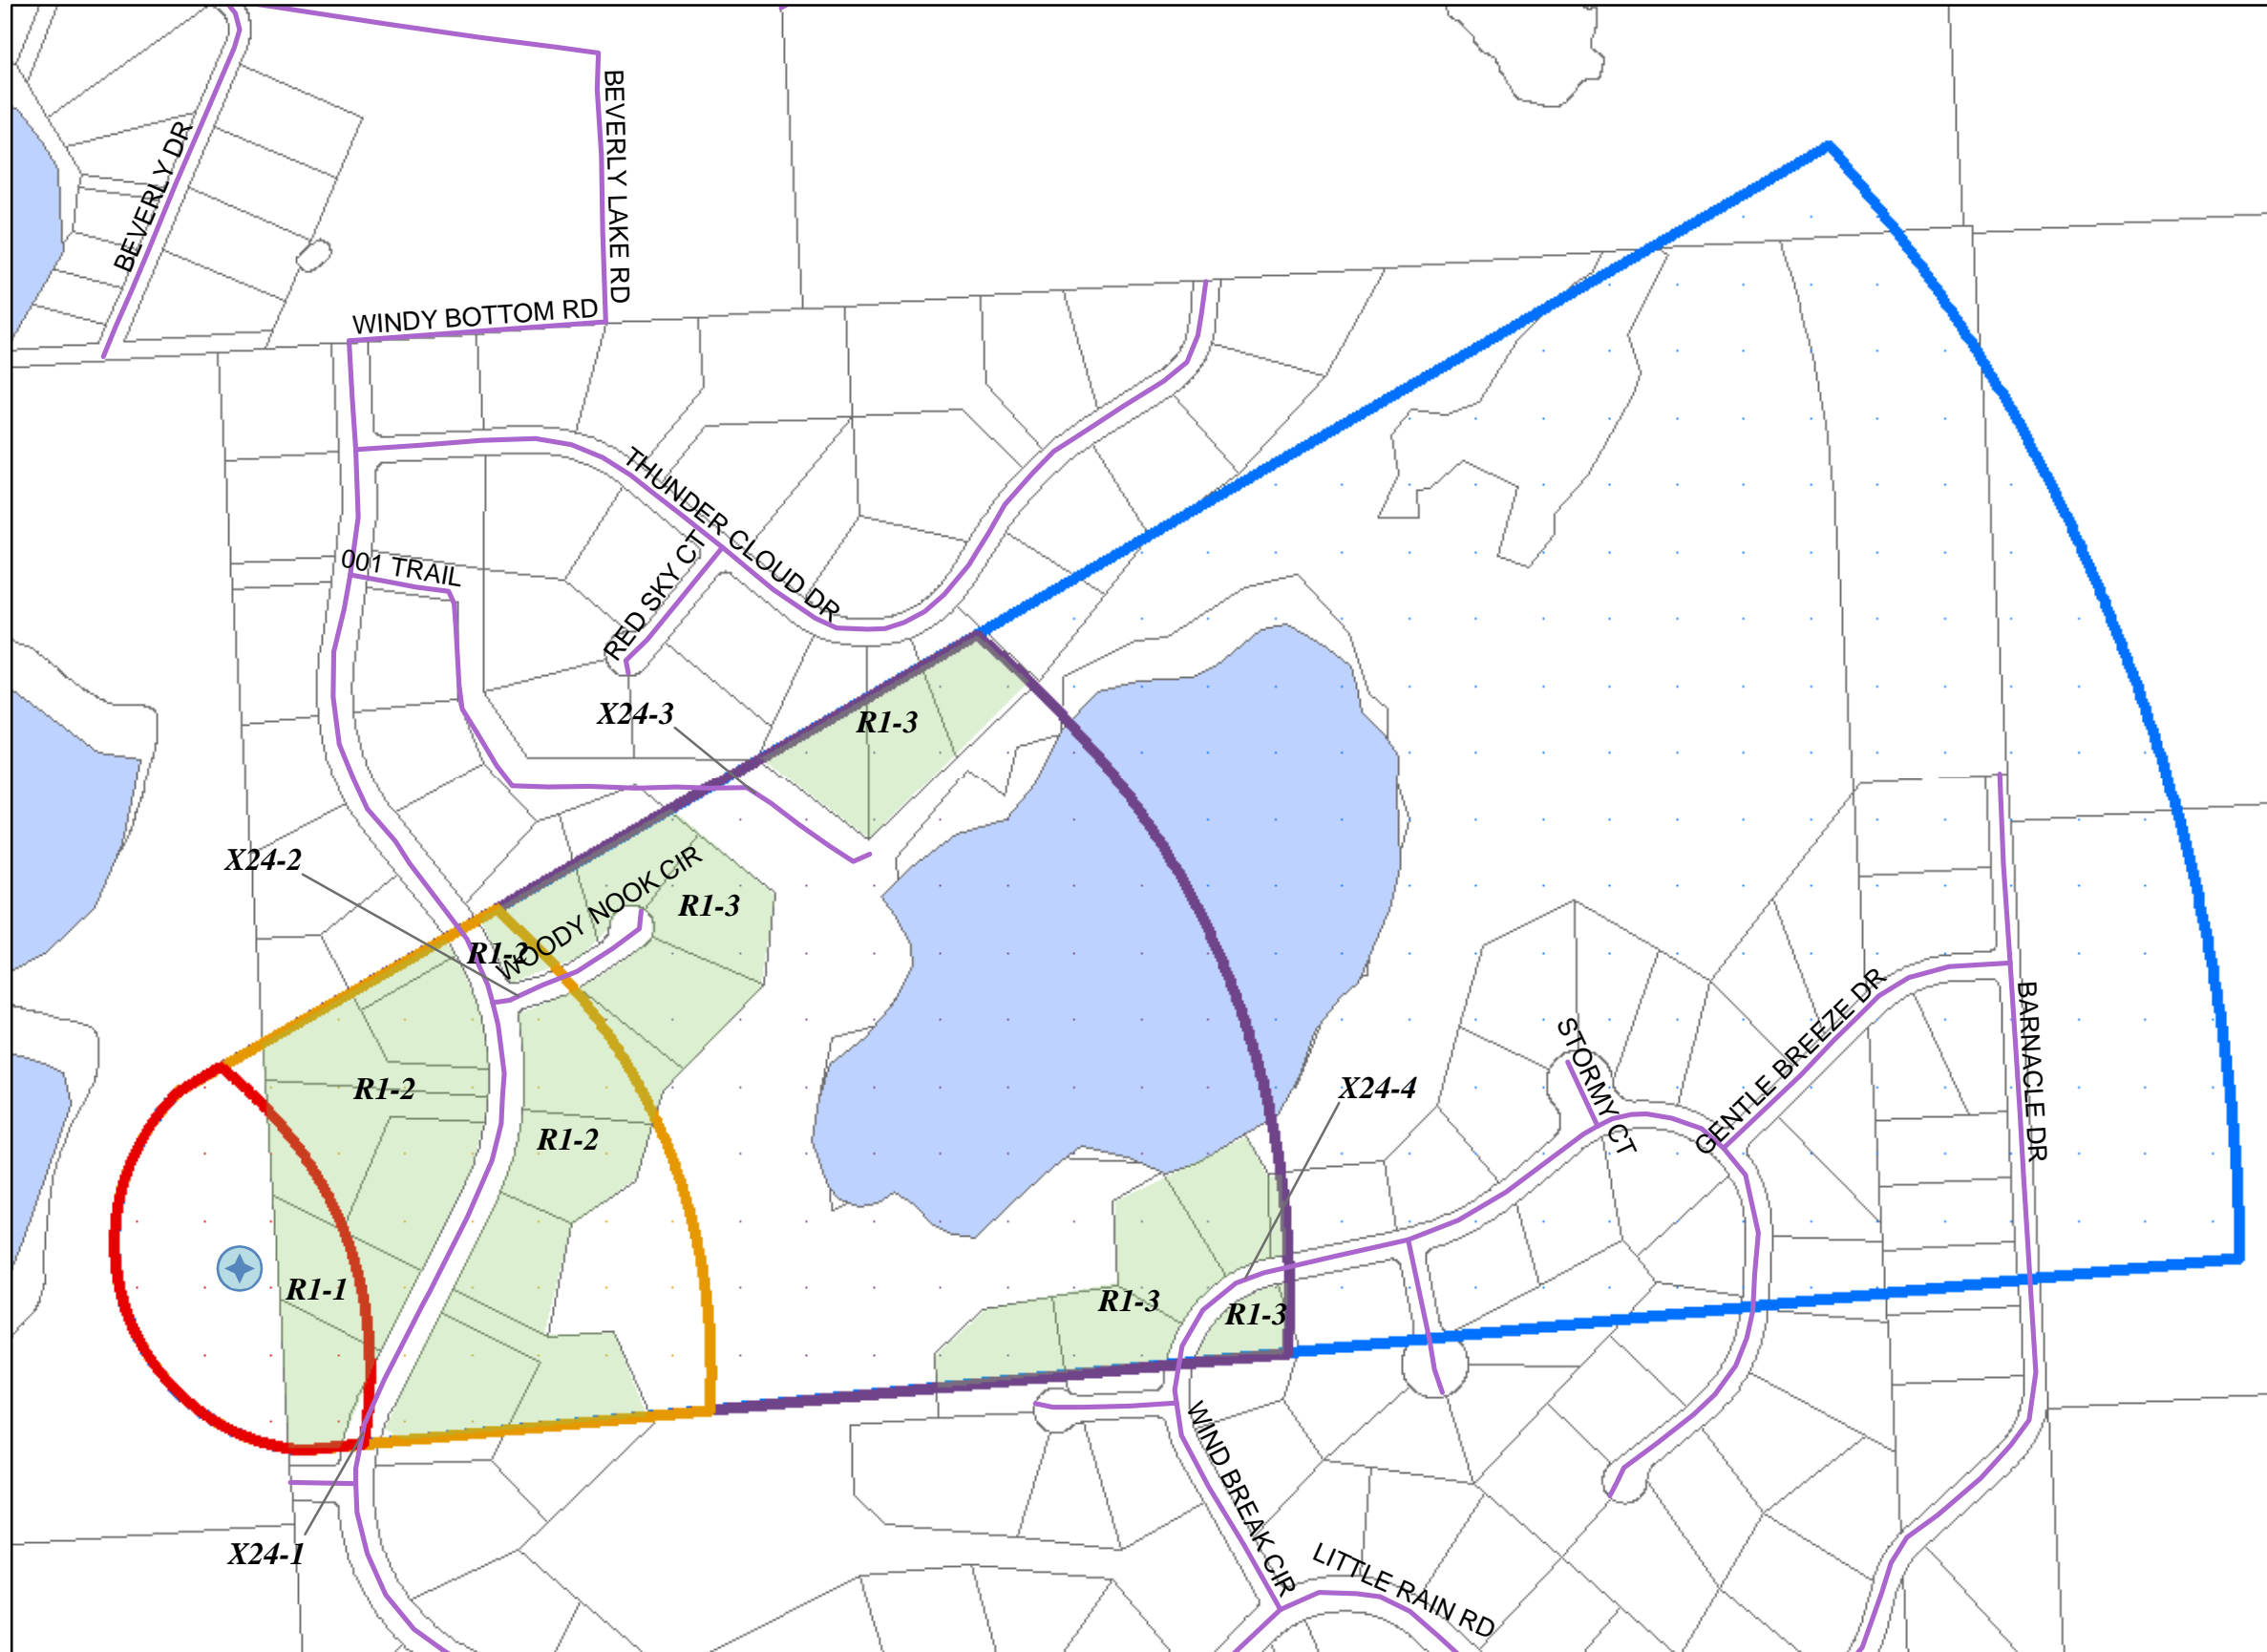 BEVERLY DR
BEVERLY LAKE RD
WINDY BOTTOM RD
THUNDER CLOUD DR
001 TRAIL
RED SKY CT
X24-3
R1-3
X24-2
WOODY NOOK CIR
R1-3
R1-2
R1-2
R1-2
STORMY CT
GENTLE BREEZE DR
BARNACLE DR
X24-4
R1-1
R1-3
R1-3
WIND BREAK CIR
X24-1
LITTLE RAIN RD